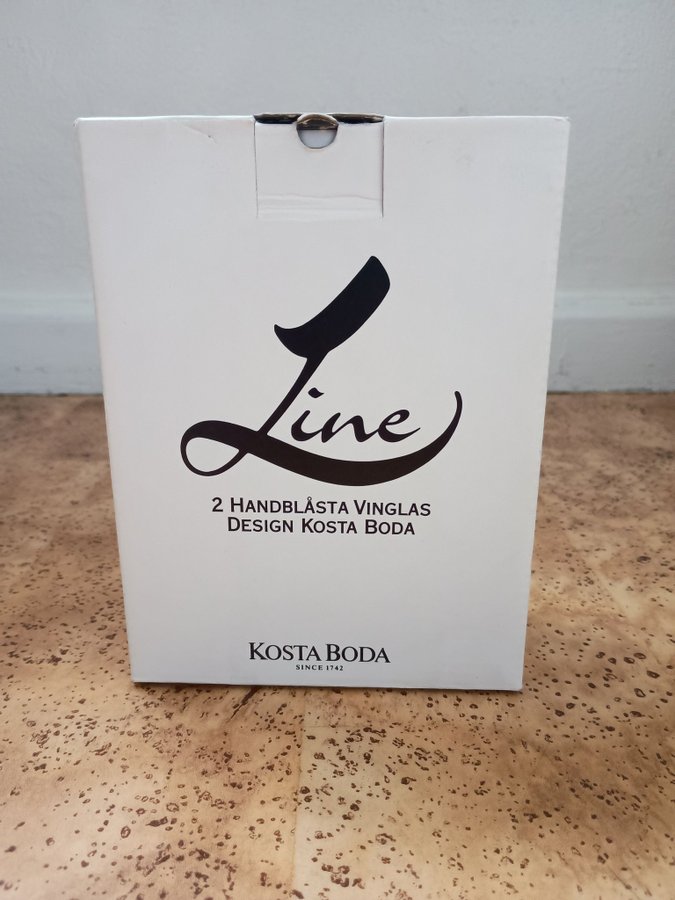 Line
2 HANDBLÅSTA VINGLAS
DESIGN KOSTA BODA
KOSTA BODA
SINCE 1742